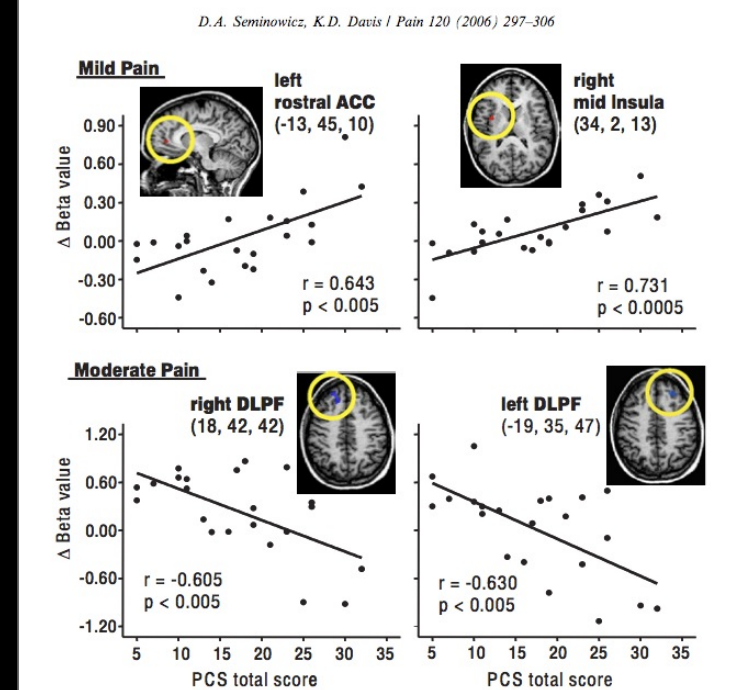 D.A. Seminowicz, K.D. Davis / Pain 120 (2006) 297–306
Mild Pain
left
rostral ACC
(-13, 45, 10)
right
mid Insula
(34, 2, 13)
Δ Beta value
0.90
0.60
0.30
0.00
-0.30
-0.60
r = 0.643
p < 0.005
r = 0.731
p < 0.0005
Moderate Pain
right DLPF
(18, 42, 42)
left DLPF
(-19, 35, 47)
Δ Beta value
1.20
0.60
0.00
-0.60
-1.20
r = -0.605
p < 0.005
r = -0.630
p < 0.005
5 10 15 20 25 30 35
5 10 15 20 25 30 35
PCS total score
PCS total score